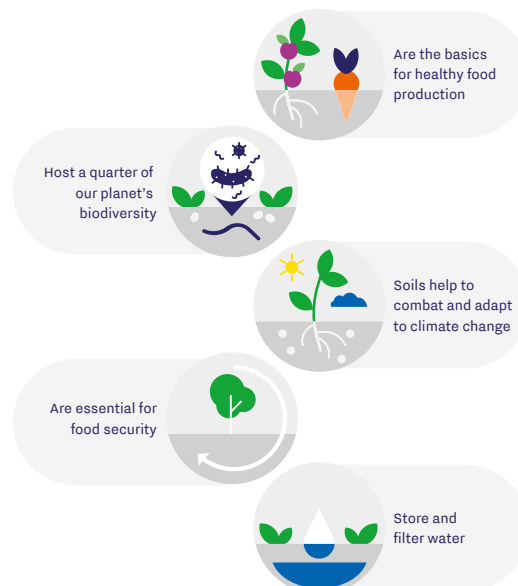 Are the basics
for healthy food
production
Host a quarter of
our planet's
biodiversity
Soils help to
combat and adapt
to climate change
Are essential for
food security
Store and
filter water